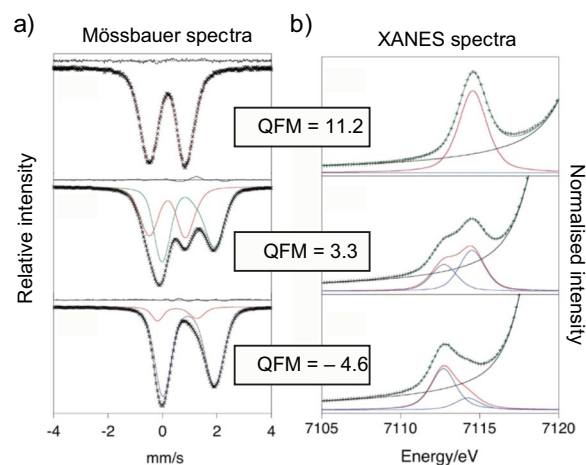 a)
Mössbauer spectra
b)
XANES spectra
QFM = 11.2
QFM = 3.3
QFM = – 4.6
Relative intensity
Normalised intensity
-4 -2 0 2 4
mm/s
7105 7110 7115 7120
Energy/eV